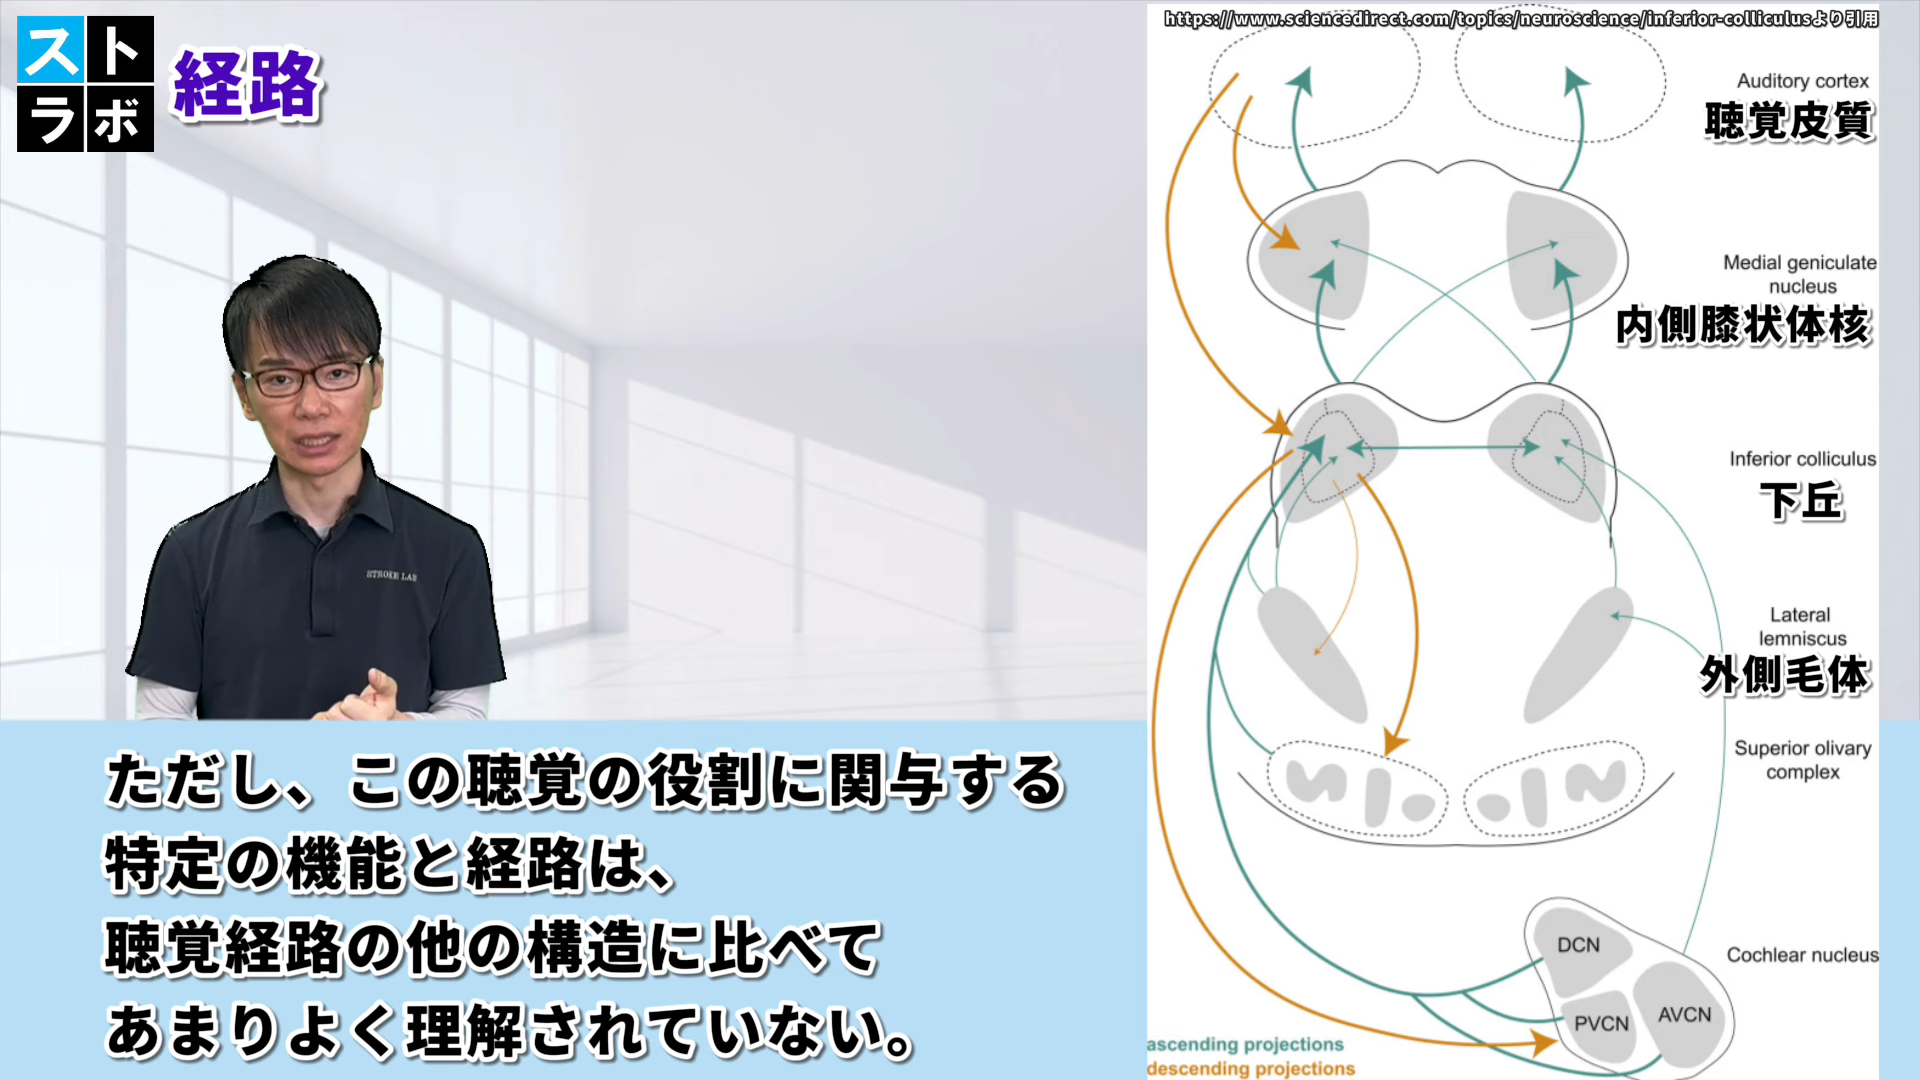 スト
ラボ
経路
https://www.sciencedirect.com/topics/neuroscience/inferior-colliculusより引用
Auditory cortex
聴覚皮質
Medial geniculate
nucleus
内側膝状体核
Inferior colliculus
下丘
Lateral
lemniscus
外側毛体
Superior olivary
complex
DCN
Cochlear nucleus
PVCN
AVCN
ascending projections
descending projections
STROKE LAB
ただし、この聴覚の役割に関与する
特定の機能と経路は、
聴覚経路の他の構造に比べて
あまりよく理解されていない。